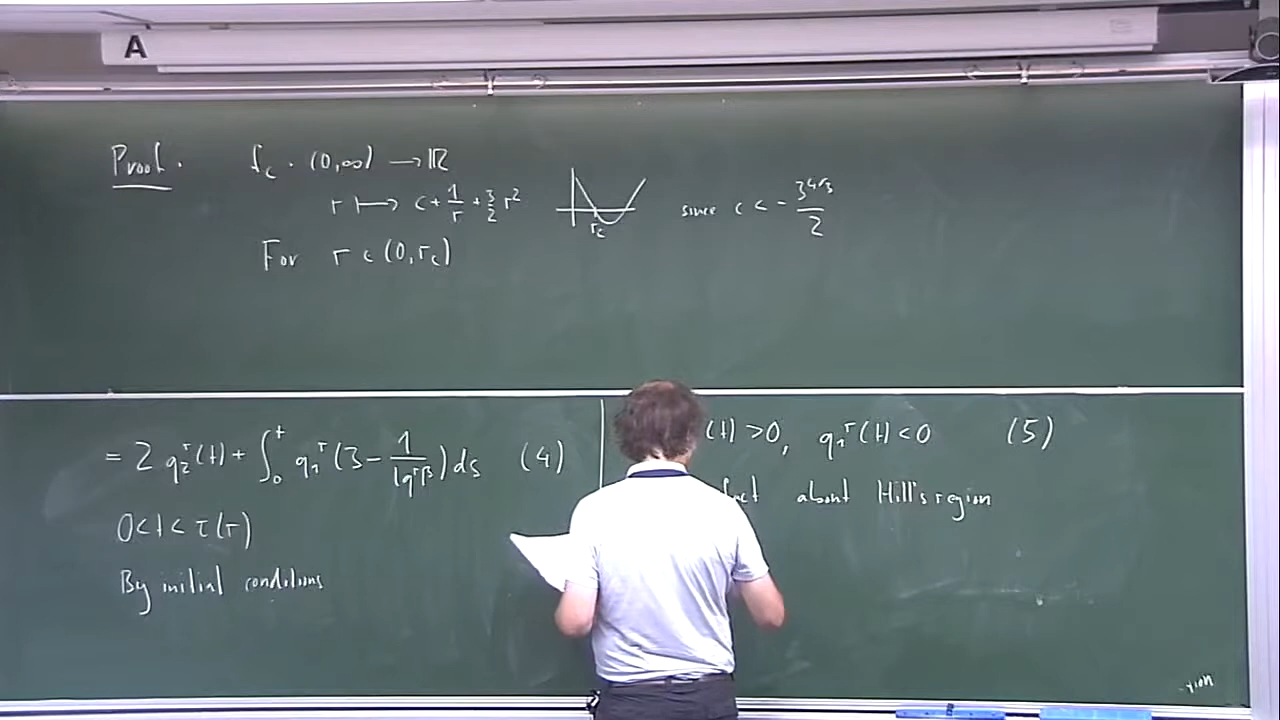 A
Proof. f_c : (0,∞) → ℝ
r ↦ c + 1/r + 3/2 r² r_c since c < - 3^{4/3}/2
For r ∈ (0, r_c)
= 2 q_2^r(t) + ∫_0^t q_1^r (3 - 1/|q^r|³) ds (4)
0 < t < τ(r)
By initial conditions
(t) > 0, q_1^r(t) < 0 (5)
about Hill's region